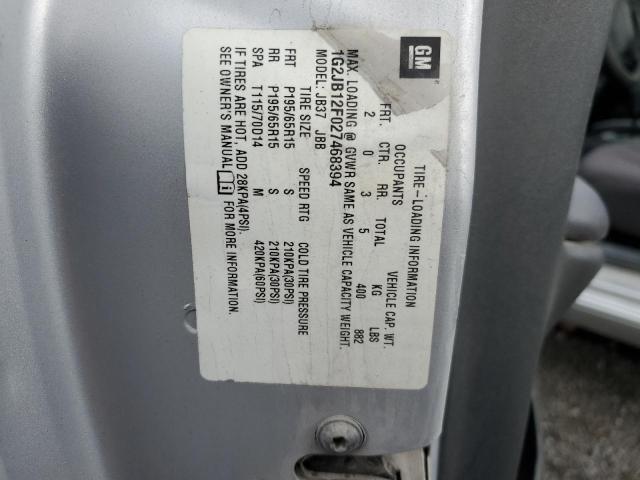 GM
TIRE-LOADING INFORMATION
OCCUPANTS VEHICLE CAP. WT.
FRT. CTR. RR. TOTAL KG LBS
2 0 3 5 400 882
MAX. LOADING @ GVWR SAME AS VEHICLE CAPACITY WEIGHT.
1G2JB12F027468394
MODEL: JB37 JBB
TIRE SIZE SPEED RTG COLD TIRE PRESSURE
FRT P195/65R15 S 210KPA(30PSI)
RR P195/65R15 S 210KPA(30PSI)
SPA T115/70D14 M 420KPA(60PSI)
IF TIRES ARE HOT, ADD 28KPA(4PSI).
SEE OWNER'S MANUAL i FOR MORE INFORMATION.